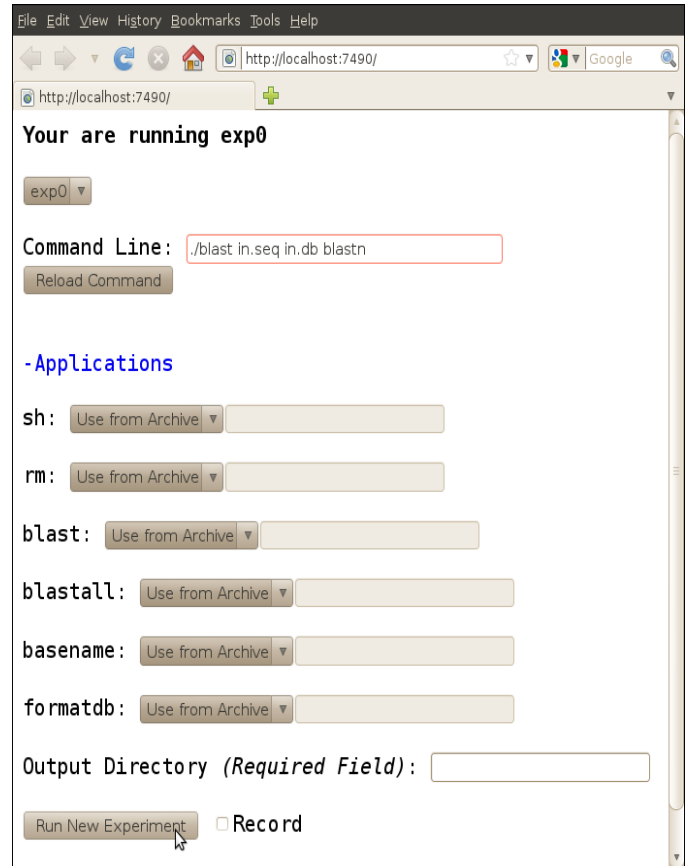 File Edit View History Bookmarks Tools Help
http://localhost:7490/ Google
http://localhost:7490/
Your are running exp0
exp0
Command Line: ./blast in.seq in.db blastn
Reload Command
-Applications
sh: Use from Archive
rm: Use from Archive
blast: Use from Archive
blastall: Use from Archive
basename: Use from Archive
formatdb: Use from Archive
Output Directory (Required Field):
Run New Experiment Record